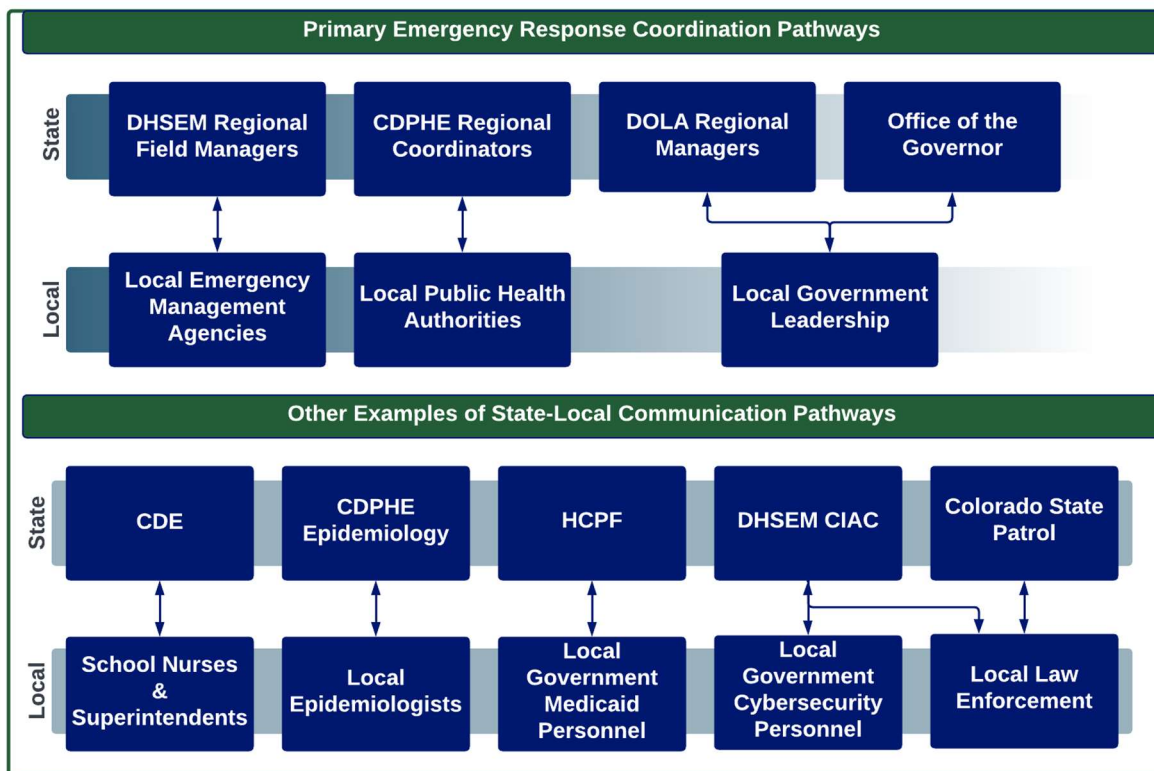 Primary Emergency Response Coordination Pathways
State
DHSEM Regional
Field Managers
CDPHE Regional
Coordinators
DOLA Regional
Managers
Office of the
Governor
Local
Local Emergency
Management
Agencies
Local Public Health
Authorities
Local Government
Leadership
Other Examples of State-Local Communication Pathways
State
CDE
CDPHE
Epidemiology
HCPF
DHSEM CIAC
Colorado State
Patrol
Local
School Nurses
&
Superintendents
Local
Epidemiologists
Local
Government
Medicaid
Personnel
Local
Government
Cybersecurity
Personnel
Local Law
Enforcement